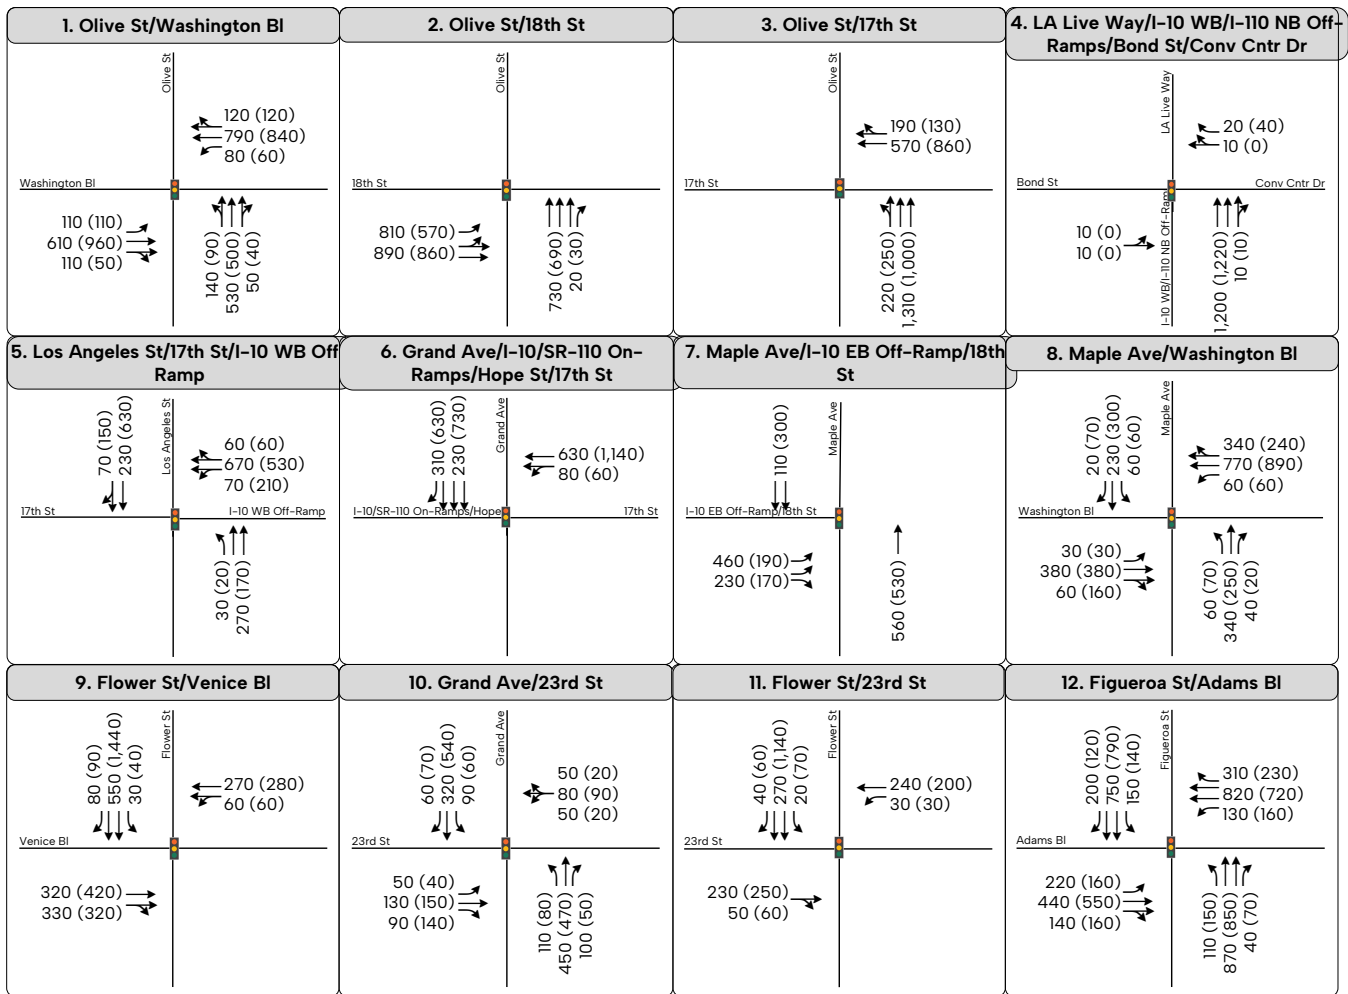 1. Olive St/Washington Bl
Olive St
120 (120)
790 (840)
80 (60)
Washington Bl
110 (110)
610 (960)
110 (50)
140 (90)
530 (500)
50 (40)
2. Olive St/18th St
Olive St
18th St
810 (570)
890 (860)
730 (690)
20 (30)
3. Olive St/17th St
Olive St
190 (130)
570 (860)
17th St
220 (250)
1,310 (1,000)
4. LA Live Way/I-10 WB/I-110 NB Off-
Ramps/Bond St/Conv Cntr Dr
LA Live Way
20 (40)
10 (0)
Bond St
Conv Cntr Dr
10 (0)
10 (0)
I-10 WB/I-110 NB Off-Ramp
1,200 (1,220)
10 (10)
5. Los Angeles St/17th St/I-10 WB Off
Ramp
70 (150)
230 (630)
Los Angeles St
60 (60)
670 (530)
70 (210)
17th St
I-10 WB Off-Ramp
30 (20)
270 (170)
6. Grand Ave/I-10/SR-110 On-
Ramps/Hope St/17th St
310 (630)
230 (730)
Grand Ave
630 (1,140)
80 (60)
I-10/SR-110 On-Ramps/Hope
17th St
7. Maple Ave/I-10 EB Off-Ramp/18th
St
110 (300)
Maple Ave
I-10 EB Off-Ramp/18th St
460 (190)
230 (170)
560 (530)
8. Maple Ave/Washington Bl
20 (70)
230 (300)
60 (60)
Maple Ave
340 (240)
770 (890)
60 (60)
Washington Bl
30 (30)
380 (380)
60 (160)
60 (70)
340 (250)
40 (20)
9. Flower St/Venice Bl
80 (90)
550 (1,440)
30 (40)
Flower St
270 (280)
60 (60)
Venice Bl
320 (420)
330 (320)
10. Grand Ave/23rd St
60 (70)
320 (540)
90 (60)
Grand Ave
50 (20)
80 (90)
50 (20)
23rd St
50 (40)
130 (150)
90 (140)
110 (80)
450 (470)
100 (50)
11. Flower St/23rd St
40 (60)
270 (1,140)
20 (70)
Flower St
240 (200)
30 (30)
23rd St
230 (250)
50 (60)
12. Figueroa St/Adams Bl
200 (120)
750 (790)
150 (140)
Figueroa St
310 (230)
820 (720)
130 (160)
Adams Bl
220 (160)
440 (550)
140 (160)
110 (150)
870 (850)
40 (70)